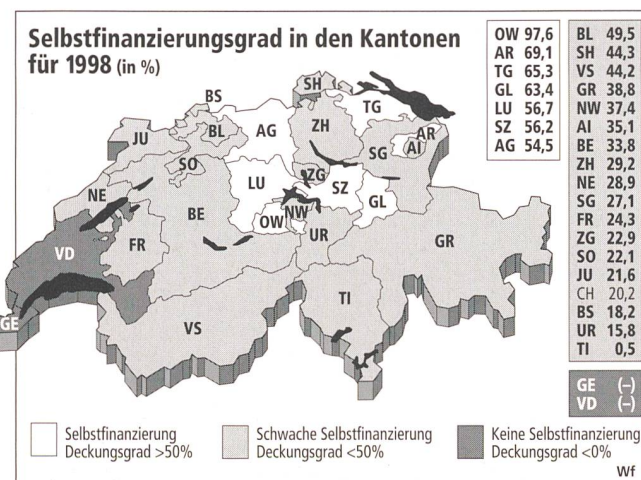 Selbstfinanzierungsgrad in den Kantonen
für 1998 (in %)
OW 97,6
AR 69,1
TG 65,3
GL 63,4
LU 56,7
SZ 56,2
AG 54,5
BL 49,5
SH 44,3
VS 44,2
GR 38,8
NW 37,4
AI 35,1
BE 33,8
ZH 29,2
NE 28,9
SG 27,1
FR 24,3
ZG 22,9
SO 22,1
JU 21,6
CH 20,2
BS 18,2
UR 15,8
TI 0,5
GE (–)
VD (–)
SH
BS
TG
BL
AG
ZH
JU
AR
AI
SO
SG
ZG
LU
SZ
NE
BE
NW
GL
OW
FR
UR
GR
VD
TI
VS
GE
Selbstfinanzierung
Deckungsgrad >50%
Schwache Selbstfinanzierung
Deckungsgrad <50%
Keine Selbstfinanzierung
Deckungsgrad <0%
Wf